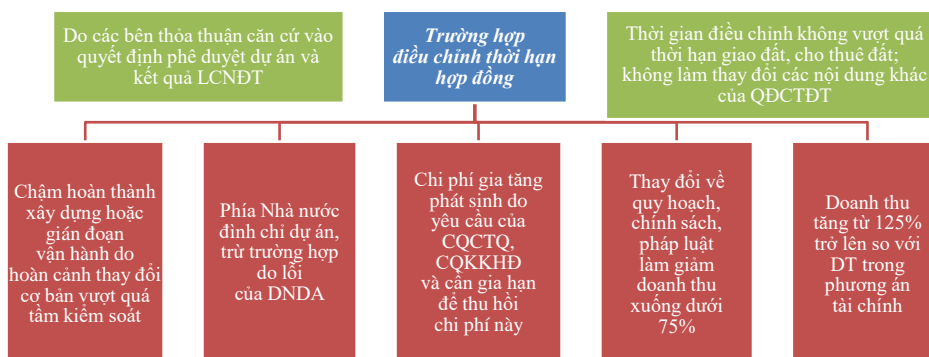 Do các bên thỏa thuận căn cứ vào
quyết định phê duyệt dự án và
kết quả LCNĐT
Trường hợp
điều chỉnh thời hạn
hợp đồng
Thời gian điều chỉnh không vượt quá
thời hạn giao đất, cho thuê đất;
không làm thay đổi các nội dung khác
của QĐCTĐT
Chậm hoàn thành
xây dựng hoặc
gián đoạn
vận hành do
hoàn cảnh thay đổi
cơ bản vượt quá
tầm kiểm soát
Phía Nhà nước
đình chỉ dự án,
trừ trường hợp
do lỗi
của DNDA
Chi phí gia tăng
phát sinh do
yêu cầu của
CQCTQ,
CQKKHĐ
và cần gia hạn
để thu hồi
chi phí này
Thay đổi về
quy hoạch,
chính sách,
pháp luật
làm giảm
doanh thu
xuống dưới
75%
Doanh thu
tăng từ 125%
trở lên so với
DT trong
phương án
tài chính